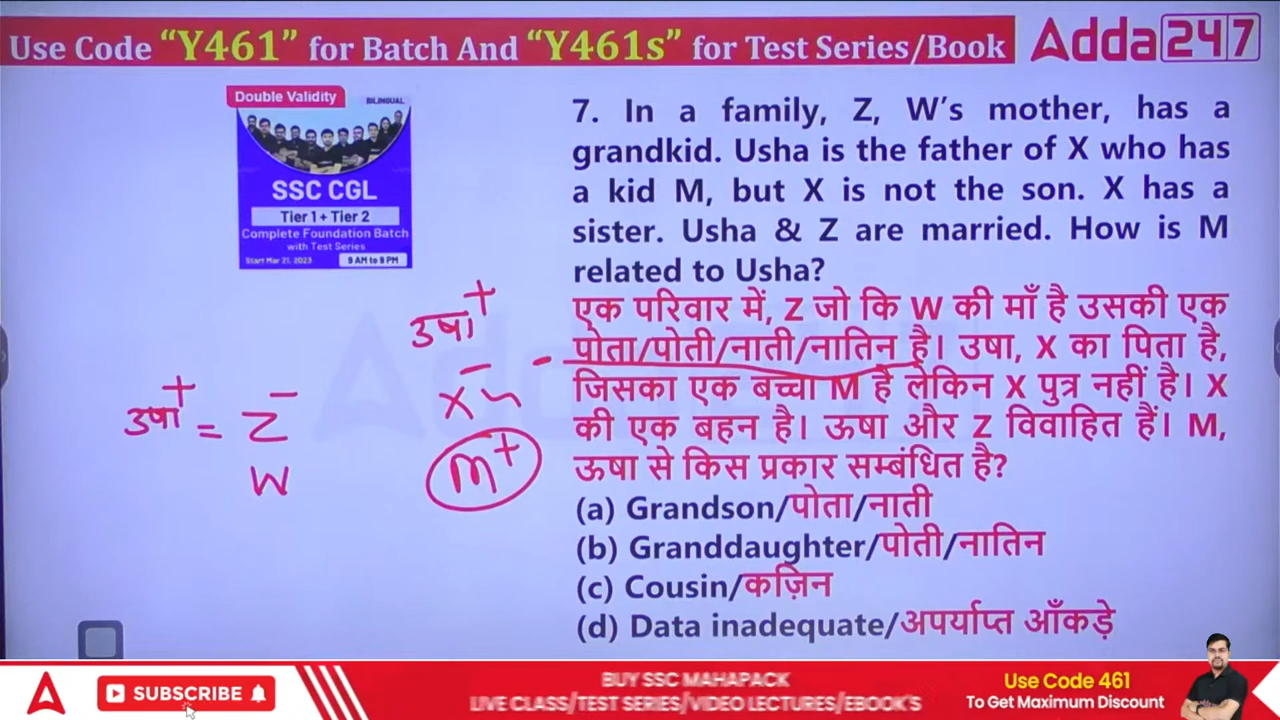 Use Code “Y461” for Batch And “Y461s” for Test Series/Book
Adda247
Double Validity
BILINGUAL
SSC CGL
Tier 1 + Tier 2
Complete Foundation Batch
with Test Series
Start Mar 21, 2023
9 AM to 9 PM
7. In a family, Z, W’s mother, has a
grandkid. Usha is the father of X who has
a kid M, but X is not the son. X has a
sister. Usha & Z are married. How is M
related to Usha?
एक परिवार में, Z जो कि W की माँ है उसकी एक
पोता/पोती/नाती/नातिन है। उषा, X का पिता है,
जिसका एक बच्चा M है लेकिन X पुत्र नहीं है। X
की एक बहन है। ऊषा और Z विवाहित हैं। M,
ऊषा से किस प्रकार सम्बंधित है?
(a) Grandson/पोता/नाती
(b) Granddaughter/पोती/नातिन
(c) Cousin/कज़िन
(d) Data inadequate/अपर्याप्त आँकड़े
उषा+ = Z-
W
उषा+
X- -
M+
SUBSCRIBE
BUY SSC MAHAPACK
LIVE CLASS/TEST SERIES/VIDEO LECTURES/EBOOK'S
Use Code 461
To Get Maximum Discount